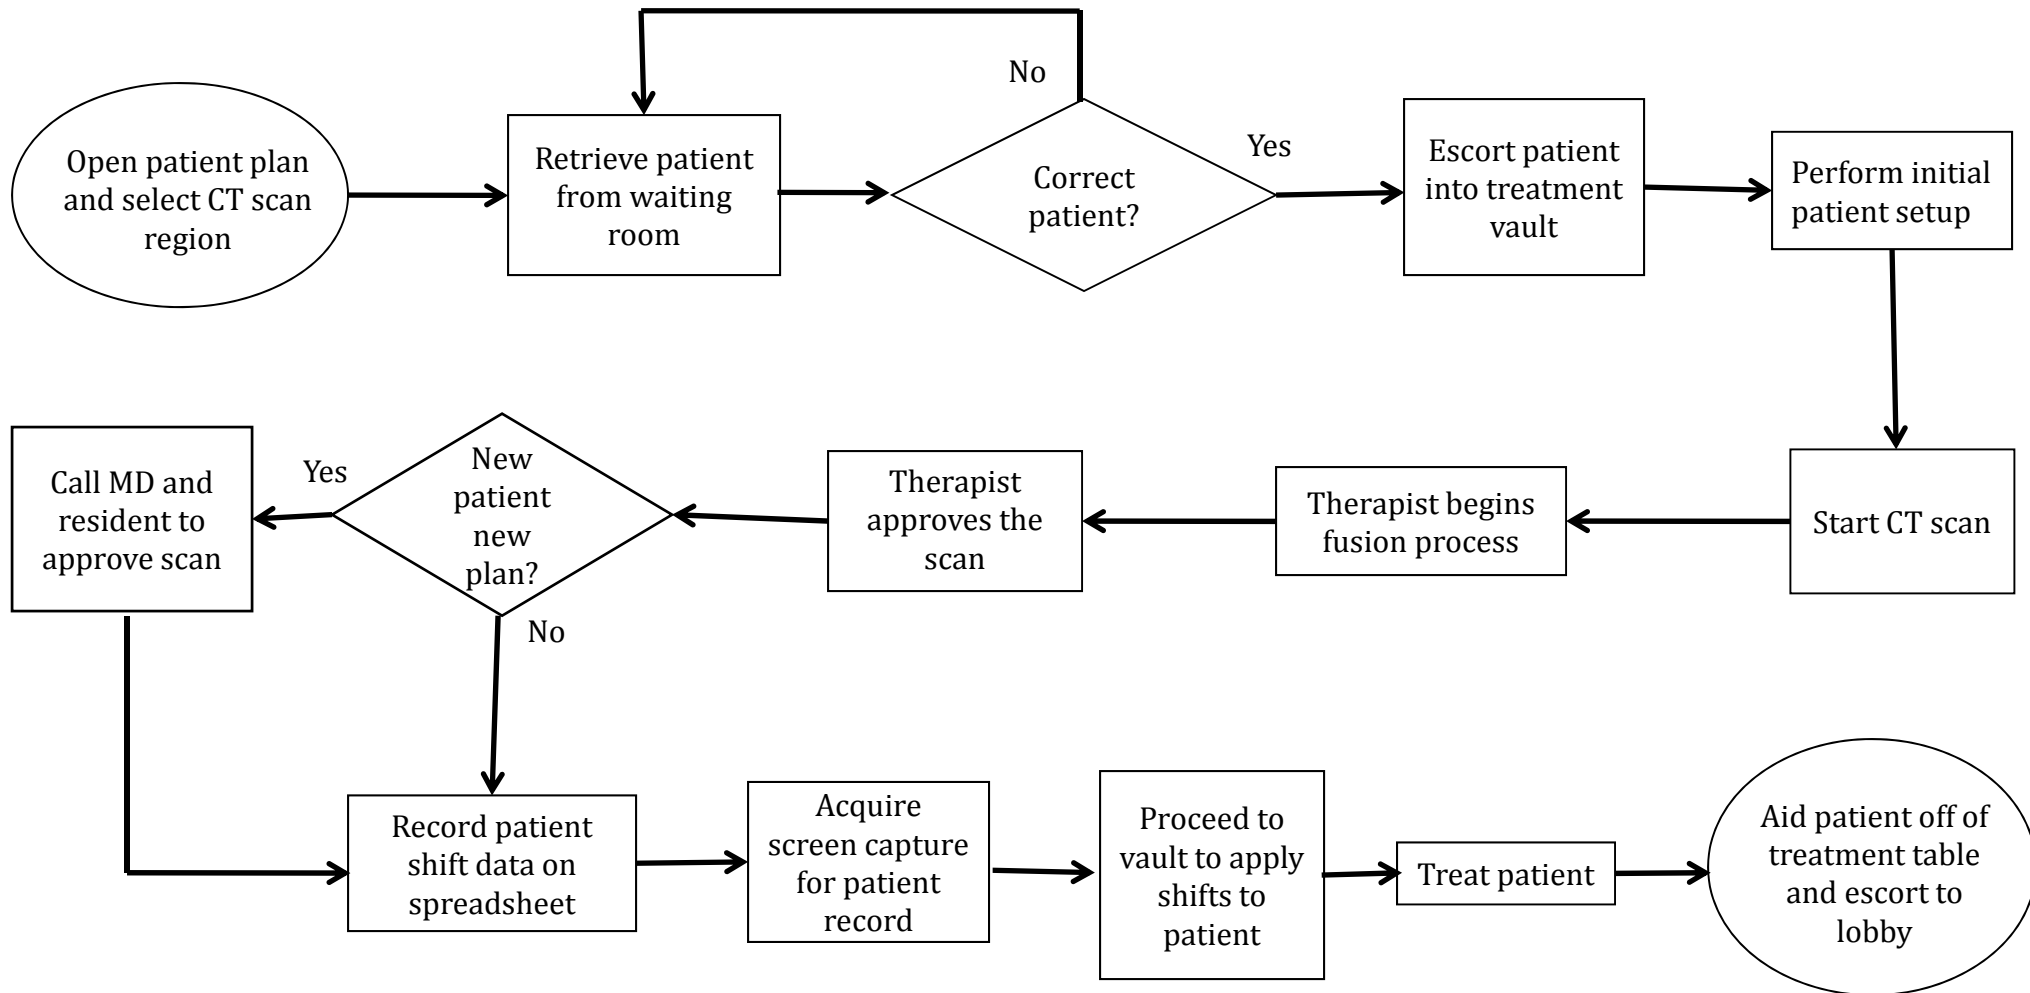 Open patient plan
and select CT scan
region
Retrieve patient
from waiting
room
No
Correct
patient?
Yes
Escort patient
into treatment
vault
Perform initial
patient setup
Call MD and
resident to
approve scan
Yes
New
patient
new
plan?
No
Therapist
approves the
scan
Therapist begins
fusion process
Start CT scan
Record patient
shift data on
spreadsheet
Acquire
screen capture
for patient
record
Proceed to
vault to apply
shifts to
patient
Treat patient
Aid patient off of
treatment table
and escort to
lobby